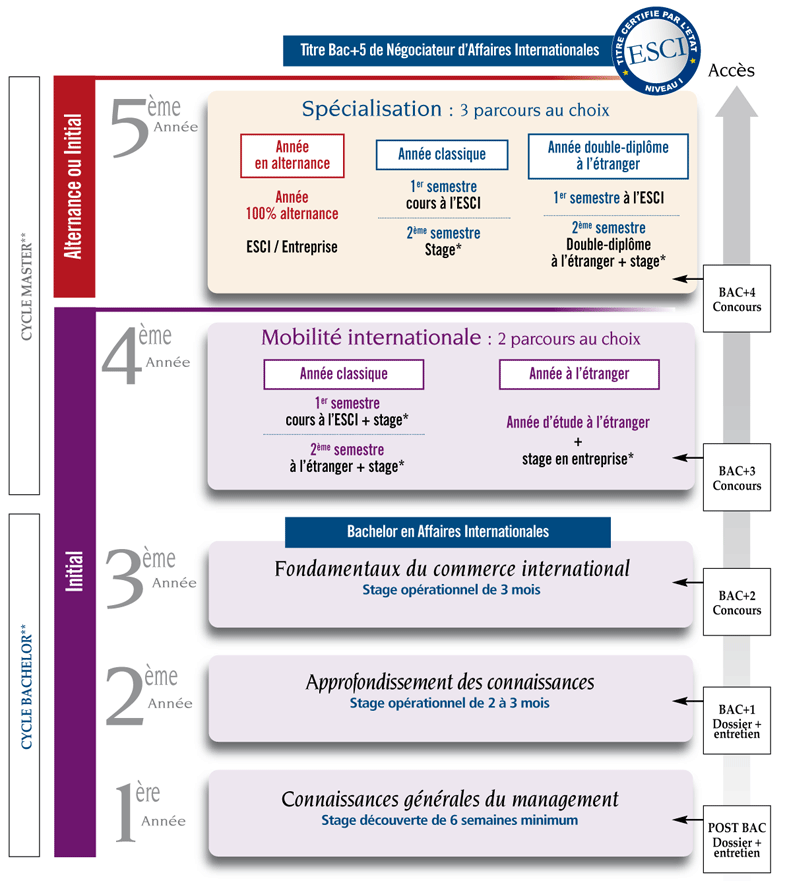 Titre Bac+5 de Négociateur d'Affaires Internationales
TITRE CERTIFIÉ PAR L'ETAT
ESCI
NIVEAU I
Accès
CYCLE MASTER**
Alternance ou Initial
5ème Année
Spécialisation : 3 parcours au choix
Année
en alternance
Année
100% alternance
ESCI / Entreprise
Année classique
1er semestre
cours à l'ESCI
2ème semestre
Stage*
Année double-diplôme
à l'étranger
1er semestre à l'ESCI
2ème semestre
Double-diplôme
à l'étranger + stage*
BAC+4
Concours
Initial
4ème Année
Mobilité internationale : 2 parcours au choix
Année classique
1er semestre
cours à l'ESCI + stage*
2ème semestre
à l'étranger + stage*
Année à l'étranger
Année d'étude à l'étranger
+
stage en entreprise*
BAC+3
Concours
CYCLE BACHELOR**
Bachelor en Affaires Internationales
3ème Année
Fondamentaux du commerce international
Stage opérationnel de 3 mois
BAC+2
Concours
2ème Année
Approfondissement des connaissances
Stage opérationnel de 2 à 3 mois
BAC+1
Dossier +
entretien
1ère Année
Connaissances générales du management
Stage découverte de 6 semaines minimum
POST BAC
Dossier +
entretien